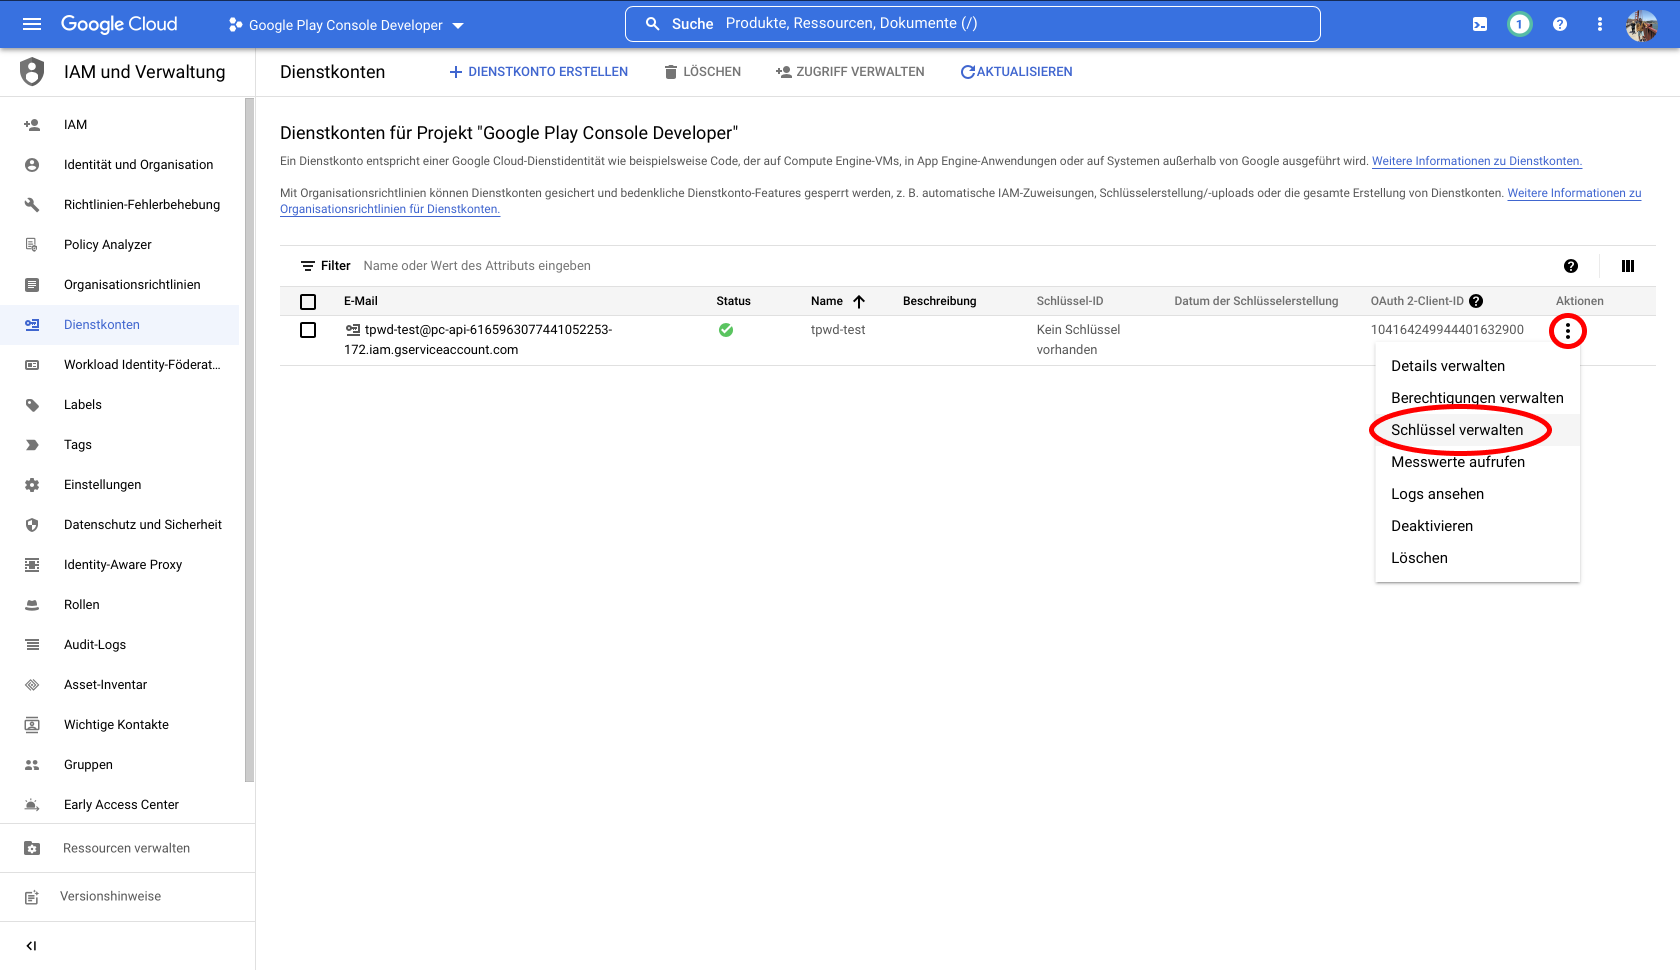 Google Cloud
Google Play Console Developer
Suche Produkte, Ressourcen, Dokumente (/)
1
IAM und Verwaltung
Dienstkonten
DIENSTKONTO ERSTELLEN
LÖSCHEN
ZUGRIFF VERWALTEN
AKTUALISIEREN
IAM
Identität und Organisation
Richtlinien-Fehlerbehebung
Policy Analyzer
Organisationsrichtlinien
Dienstkonten
Workload Identity-Föderat...
Labels
Tags
Einstellungen
Datenschutz und Sicherheit
Identity-Aware Proxy
Rollen
Audit-Logs
Asset-Inventar
Wichtige Kontakte
Gruppen
Early Access Center
Ressourcen verwalten
Versionshinweise
Dienstkonten für Projekt "Google Play Console Developer"
Ein Dienstkonto entspricht einer Google Cloud-Dienstidentität wie beispielsweise Code, der auf Compute Engine-VMs, in App Engine-Anwendungen oder auf Systemen außerhalb von Google ausgeführt wird. Weitere Informationen zu Dienstkonten.
Mit Organisationsrichtlinien können Dienstkonten gesichert und bedenkliche Dienstkonto-Features gesperrt werden, z. B. automatische IAM-Zuweisungen, Schlüsselerstellung/-uploads oder die gesamte Erstellung von Dienstkonten. Weitere Informationen zu
Organisationsrichtlinien für Dienstkonten.
Filter Name oder Wert des Attributs eingeben
E-Mail Status Name Beschreibung Schlüssel-ID Datum der Schlüsselerstellung OAuth 2-Client-ID Aktionen
tpwd-test@pc-api-6165963077441052253- tpwd-test Kein Schlüssel 104164249944401632900
172.iam.gserviceaccount.com vorhanden
Details verwalten
Berechtigungen verwalten
Schlüssel verwalten
Messwerte aufrufen
Logs ansehen
Deaktivieren
Löschen